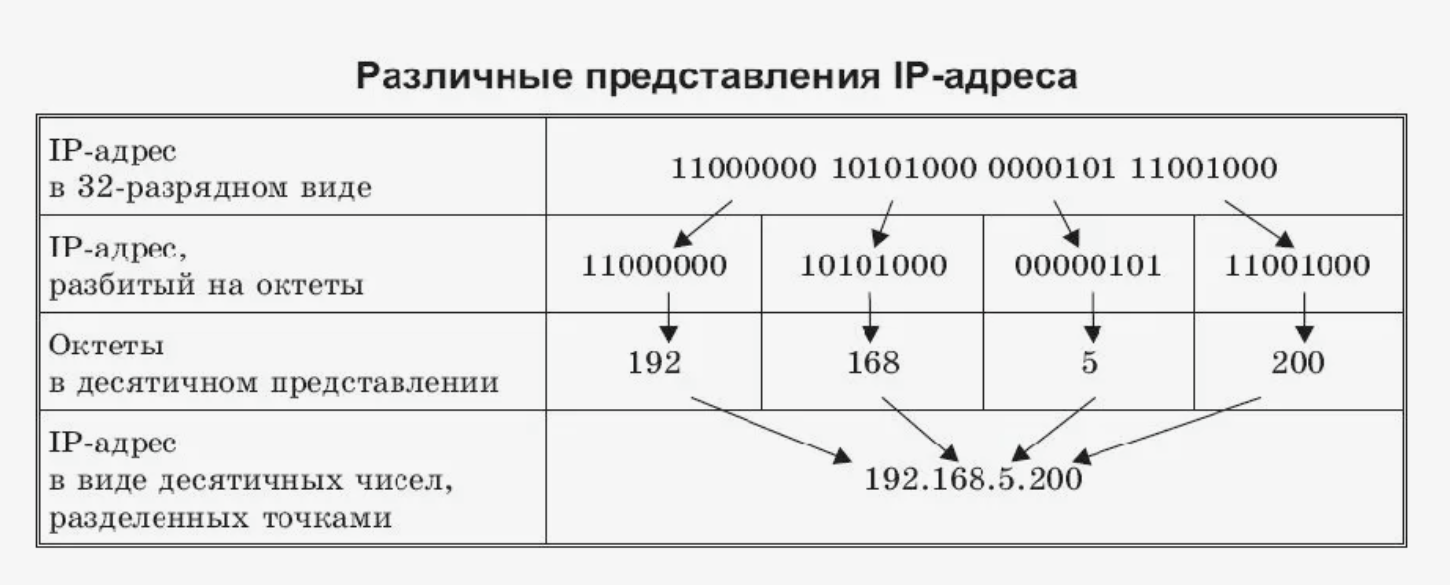 Различные представления IP-адреса
IP-адрес
в 32-разрядном виде
11000000 10101000 0000101 11001000
IP-адрес,
разбитый на октеты
11000000 10101000 00000101 11001000
Октеты
в десятичном представлении
192 168 5 200
IP-адрес
в виде десятичных чисел,
разделенных точками
192.168.5.200